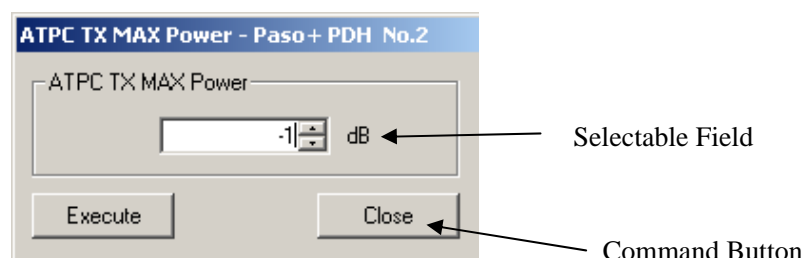 ATPC TX MAX Power - Paso+ PDH No.2
ATPC TX MAX Power
-1 dB
Selectable Field
Execute Close
Command Button